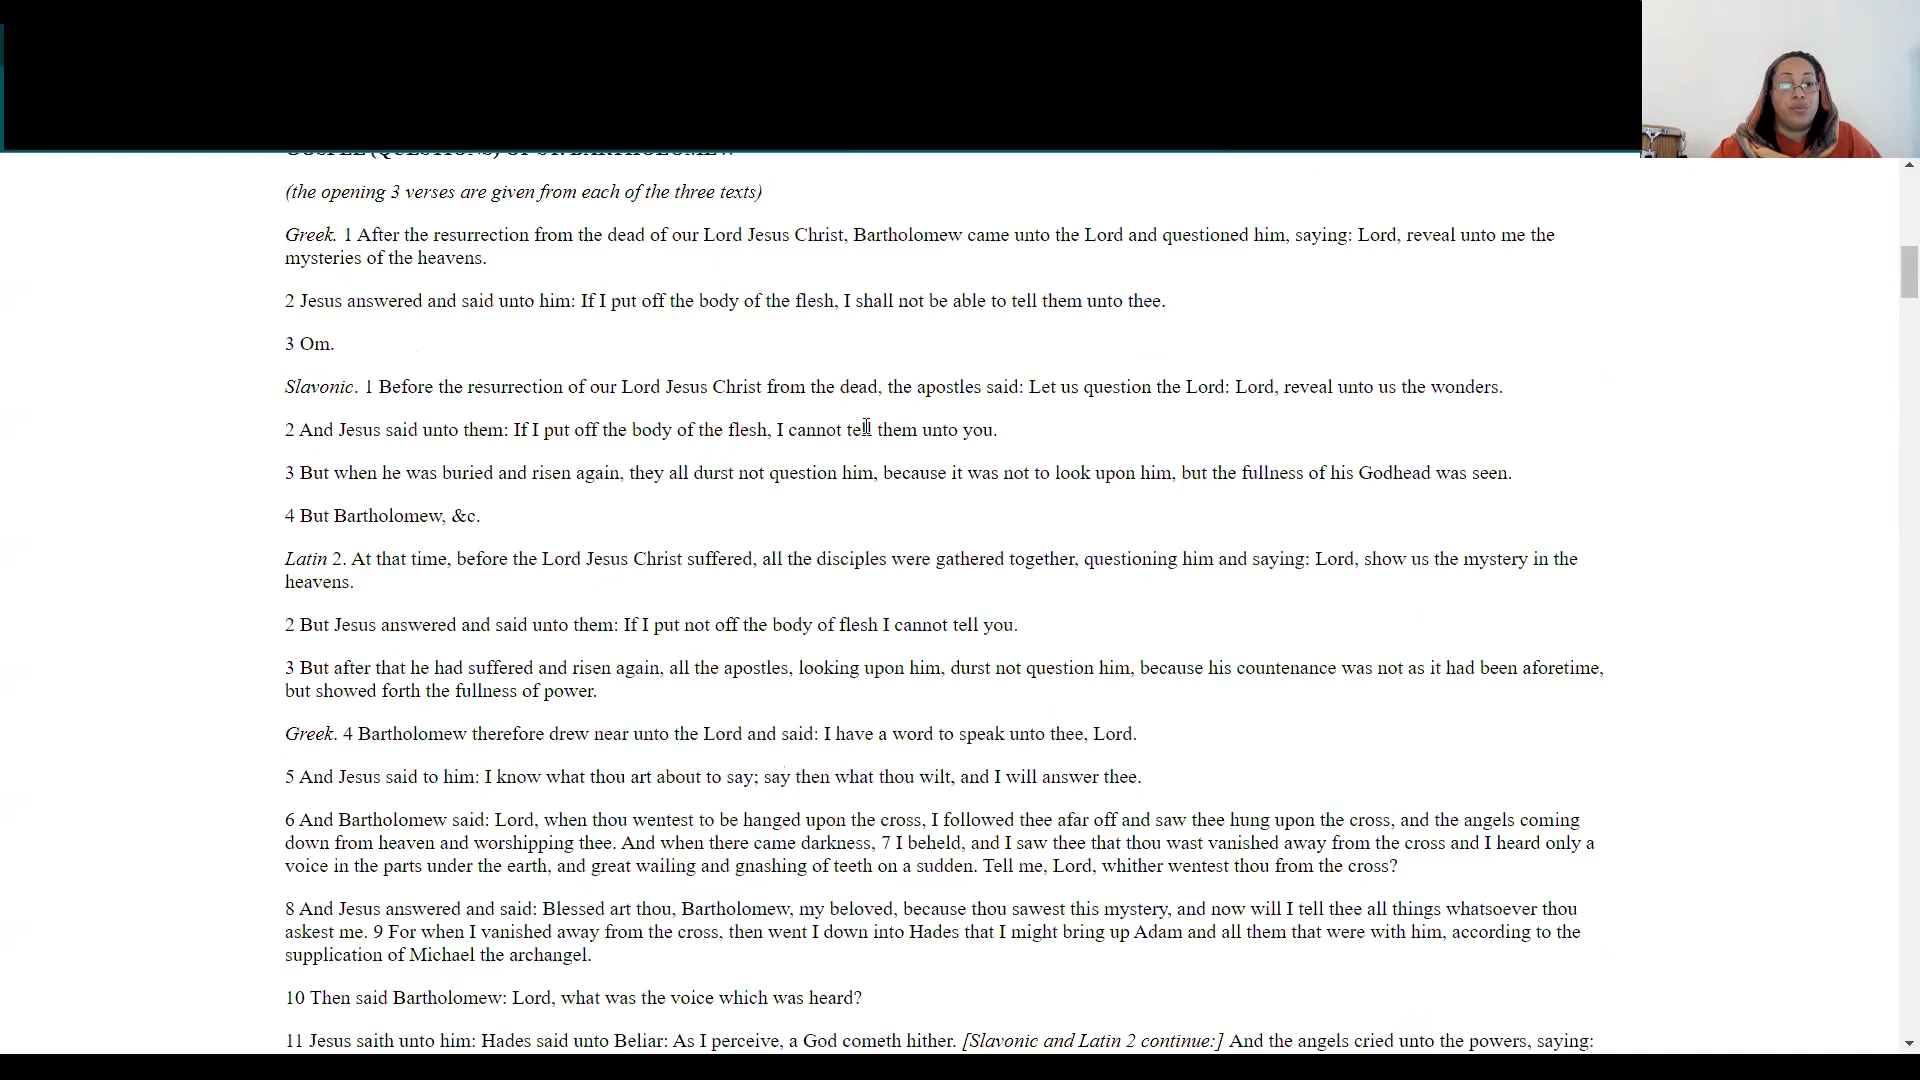 GOSPEL (QUESTIONS) OF ST. BARTHOLOMEW
(the opening 3 verses are given from each of the three texts)
Greek. 1 After the resurrection from the dead of our Lord Jesus Christ, Bartholomew came unto the Lord and questioned him, saying: Lord, reveal unto me the
mysteries of the heavens.
2 Jesus answered and said unto him: If I put off the body of the flesh, I shall not be able to tell them unto thee.
3 Om.
Slavonic. 1 Before the resurrection of our Lord Jesus Christ from the dead, the apostles said: Let us question the Lord: Lord, reveal unto us the wonders.
2 And Jesus said unto them: If I put off the body of the flesh, I cannot tell them unto you.
3 But when he was buried and risen again, they all durst not question him, because it was not to look upon him, but the fullness of his Godhead was seen.
4 But Bartholomew, &c.
Latin 2. At that time, before the Lord Jesus Christ suffered, all the disciples were gathered together, questioning him and saying: Lord, show us the mystery in the
heavens.
2 But Jesus answered and said unto them: If I put not off the body of flesh I cannot tell you.
3 But after that he had suffered and risen again, all the apostles, looking upon him, durst not question him, because his countenance was not as it had been aforetime,
but showed forth the fullness of power.
Greek. 4 Bartholomew therefore drew near unto the Lord and said: I have a word to speak unto thee, Lord.
5 And Jesus said to him: I know what thou art about to say; say then what thou wilt, and I will answer thee.
6 And Bartholomew said: Lord, when thou wentest to be hanged upon the cross, I followed thee afar off and saw thee hung upon the cross, and the angels coming
down from heaven and worshipping thee. And when there came darkness, 7 I beheld, and I saw thee that thou wast vanished away from the cross and I heard only a
voice in the parts under the earth, and great wailing and gnashing of teeth on a sudden. Tell me, Lord, whither wentest thou from the cross?
8 And Jesus answered and said: Blessed art thou, Bartholomew, my beloved, because thou sawest this mystery, and now will I tell thee all things whatsoever thou
askest me. 9 For when I vanished away from the cross, then went I down into Hades that I might bring up Adam and all them that were with him, according to the
supplication of Michael the archangel.
10 Then said Bartholomew: Lord, what was the voice which was heard?
11 Jesus saith unto him: Hades said unto Beliar: As I perceive, a God cometh hither. [Slavonic and Latin 2 continue:] And the angels cried unto the powers, saying: